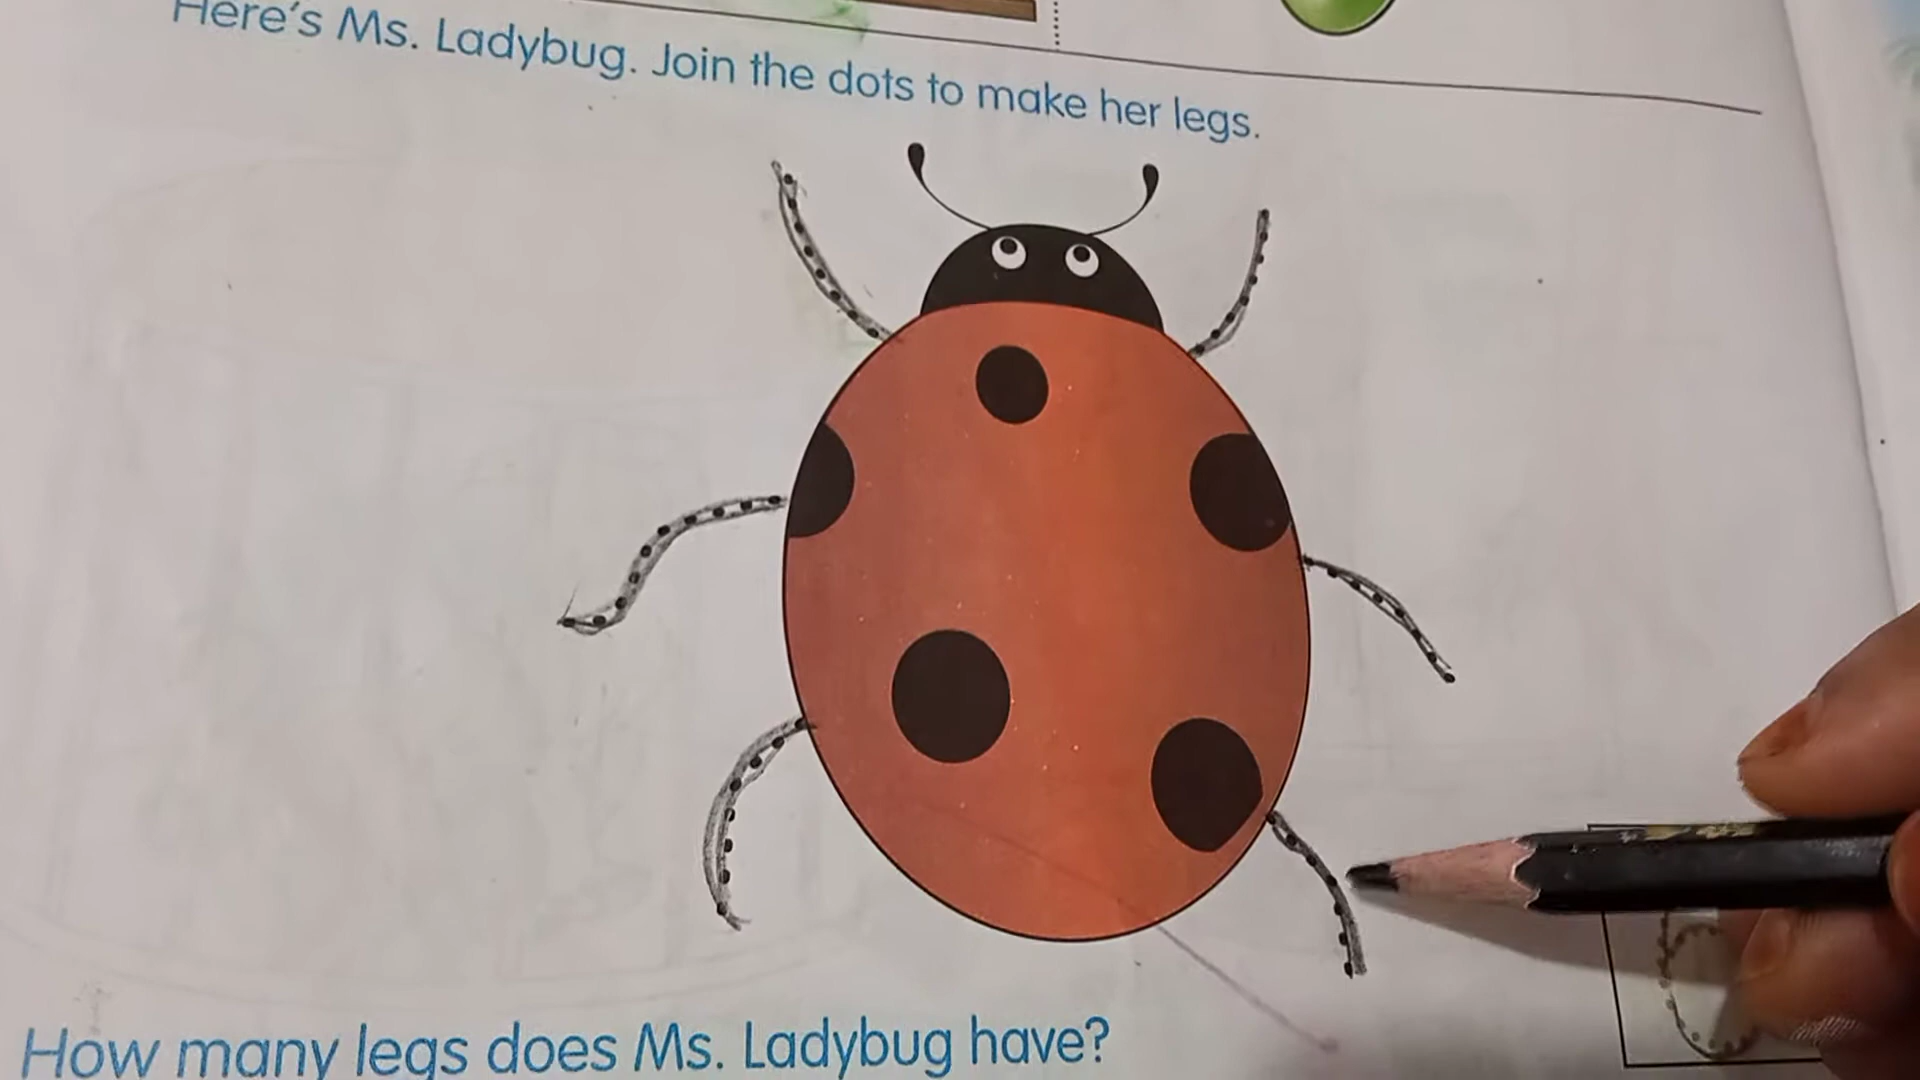 Here's Ms. Ladybug. Join the dots to make her legs.
How many legs does Ms. Ladybug have?